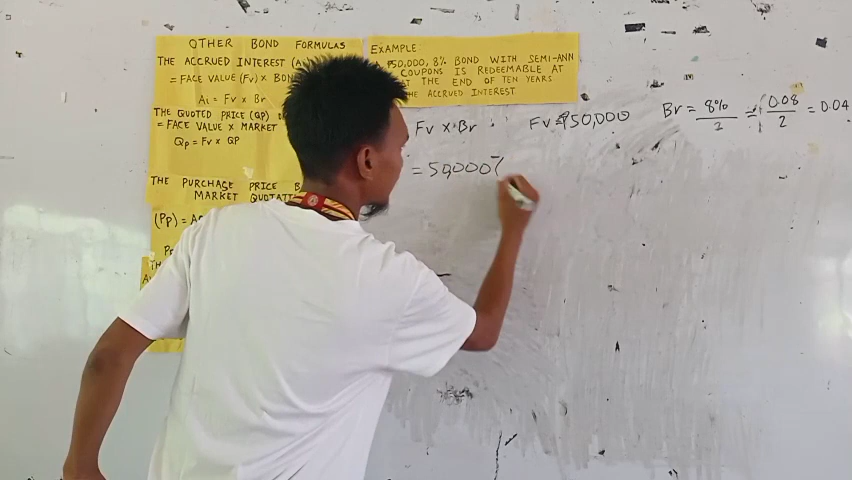 OTHER BOND FORMULAS
THE ACCRUED INTEREST
= FACE VALUE (Fv) X
AI = Fv X Br
THE QUOTED PRICE (QP)
= FACE VALUE X MARKET
QP = Fv X QP
THE PURCHASE PRICE
MARKET
(Pp) =
EXAMPLE:
A ₱50,000, 8% BOND WITH SEMI-ANN
COUPONS IS REDEEMABLE AT
AT THE END OF TEN YEARS
THE ACCRUED INTEREST
Fv X Br
= 50,000(
Fv = ₱50,000
Br = 8%/2 = 0.08/2 = 0.04